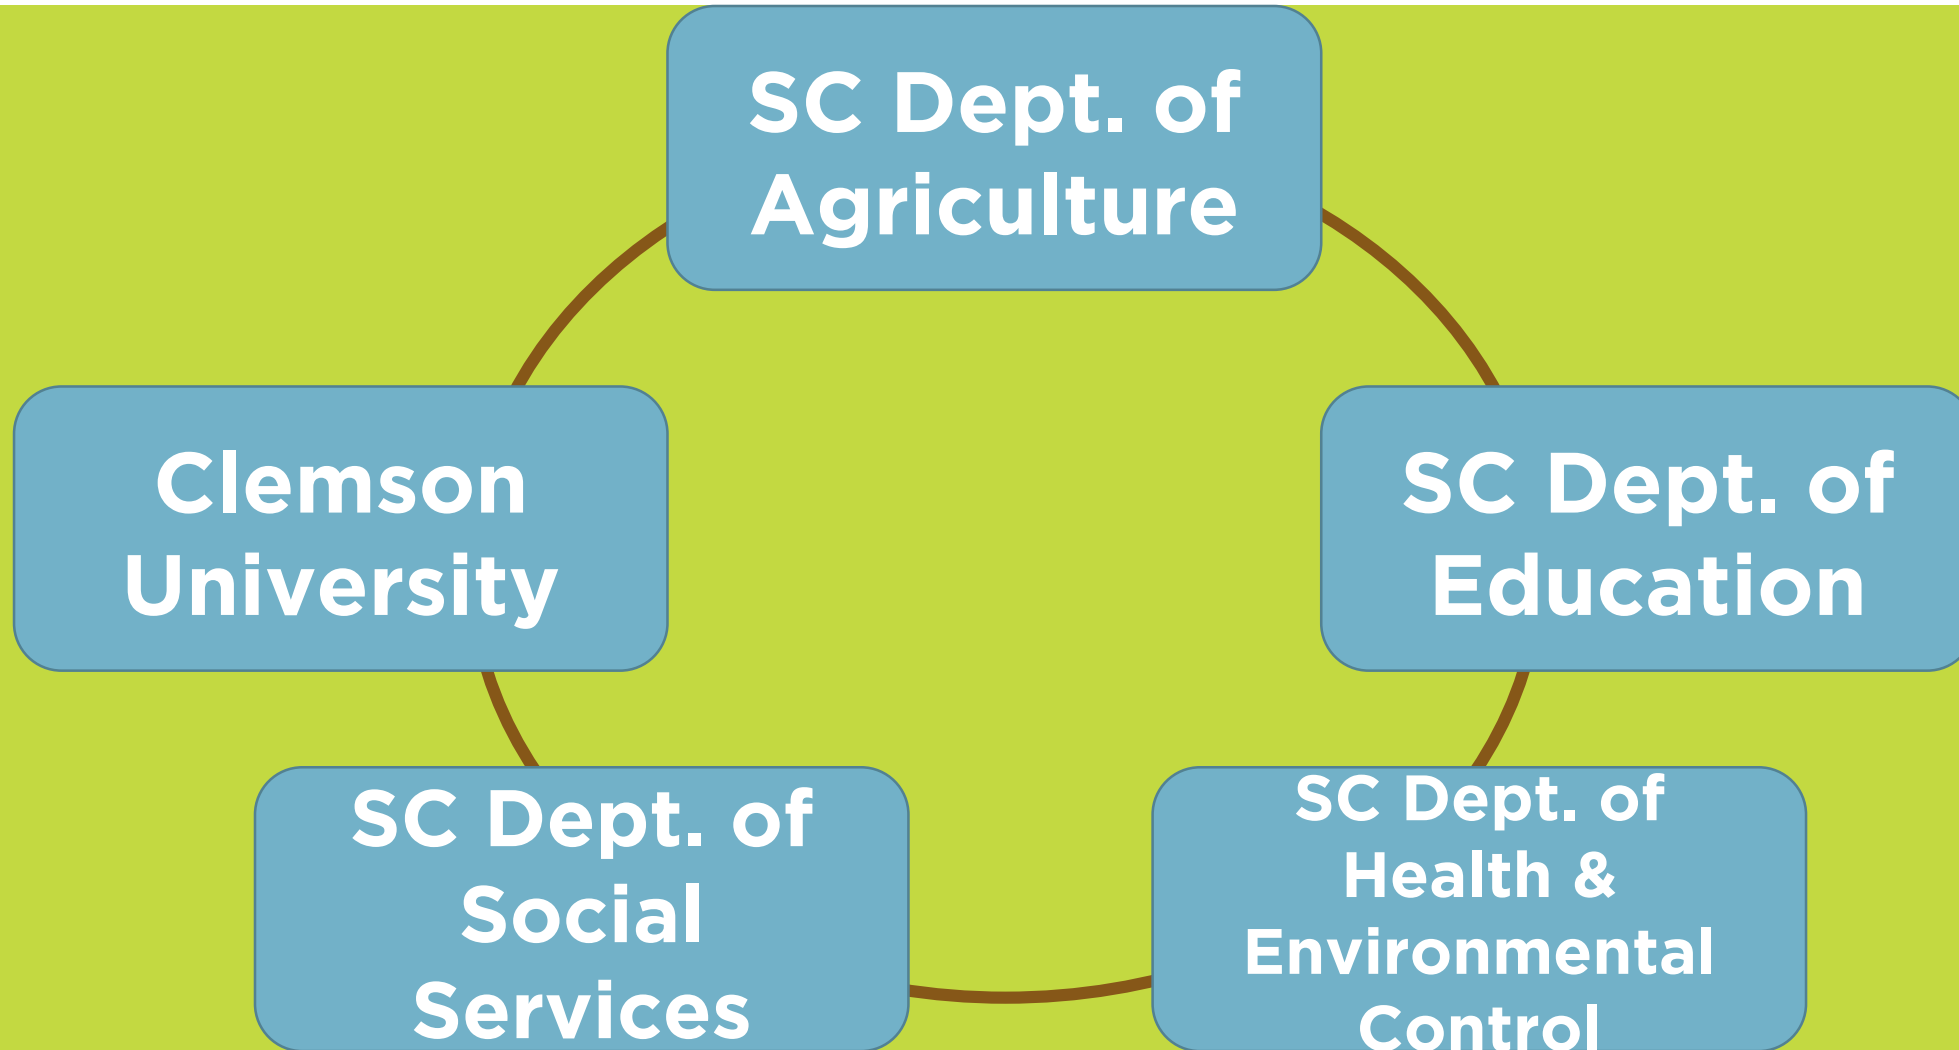 SC Dept. of
Agriculture
Clemson
University
SC Dept. of
Education
SC Dept. of
Social
Services
SC Dept. of
Health &
Environmental
Control